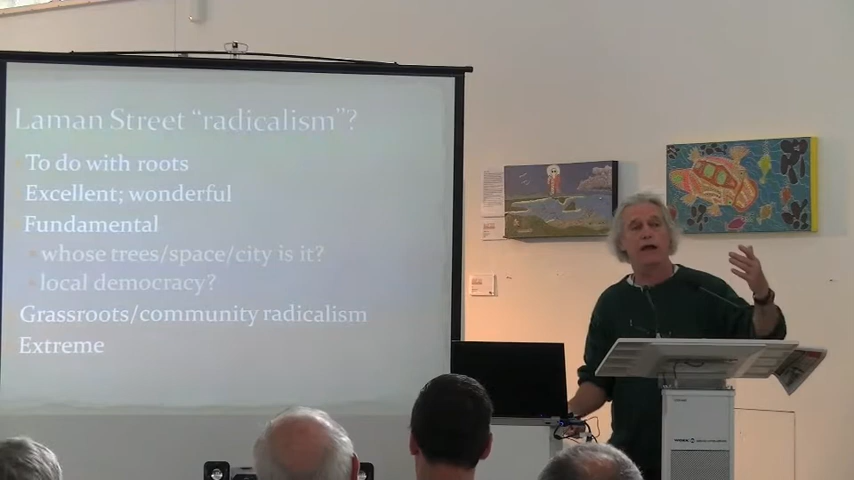 Laman Street “radicalism”?
To do with roots
Excellent; wonderful
Fundamental
whose trees/space/city is it?
local democracy?
Grassroots/community radicalism
Extreme